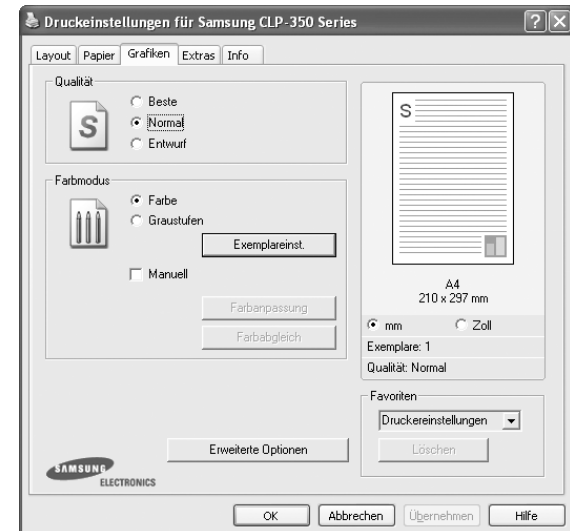 Druckeinstellungen für Samsung CLP-350 Series
Layout Papier Grafiken Extras Info
Qualität
Beste
Normal
Entwurf
S
Farbmodus
Farbe
Graustufen
Exemplareinst.
Manuell
Farbanpassung
Farbabgleich
S
A4
210 x 297 mm
mm Zoll
Exemplare: 1
Qualität: Normal
Favoriten
Druckereinstellungen
Löschen
Erweiterte Optionen
SAMSUNG
ELECTRONICS
OK Abbrechen Übernehmen Hilfe